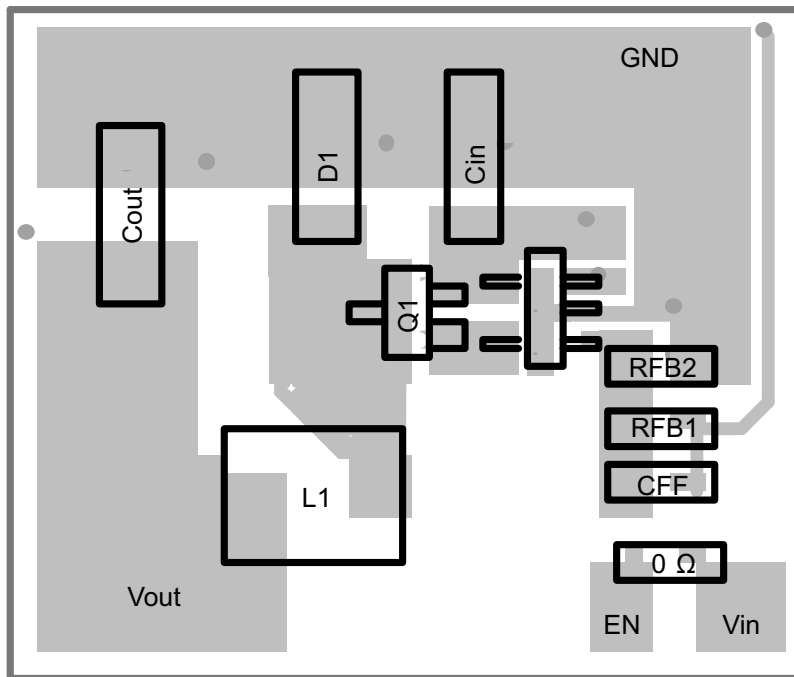 GND
D1
Cin
Cout
Q1
RFB2
RFB1
CFF
L1
0 Ω
Vout
EN
Vin